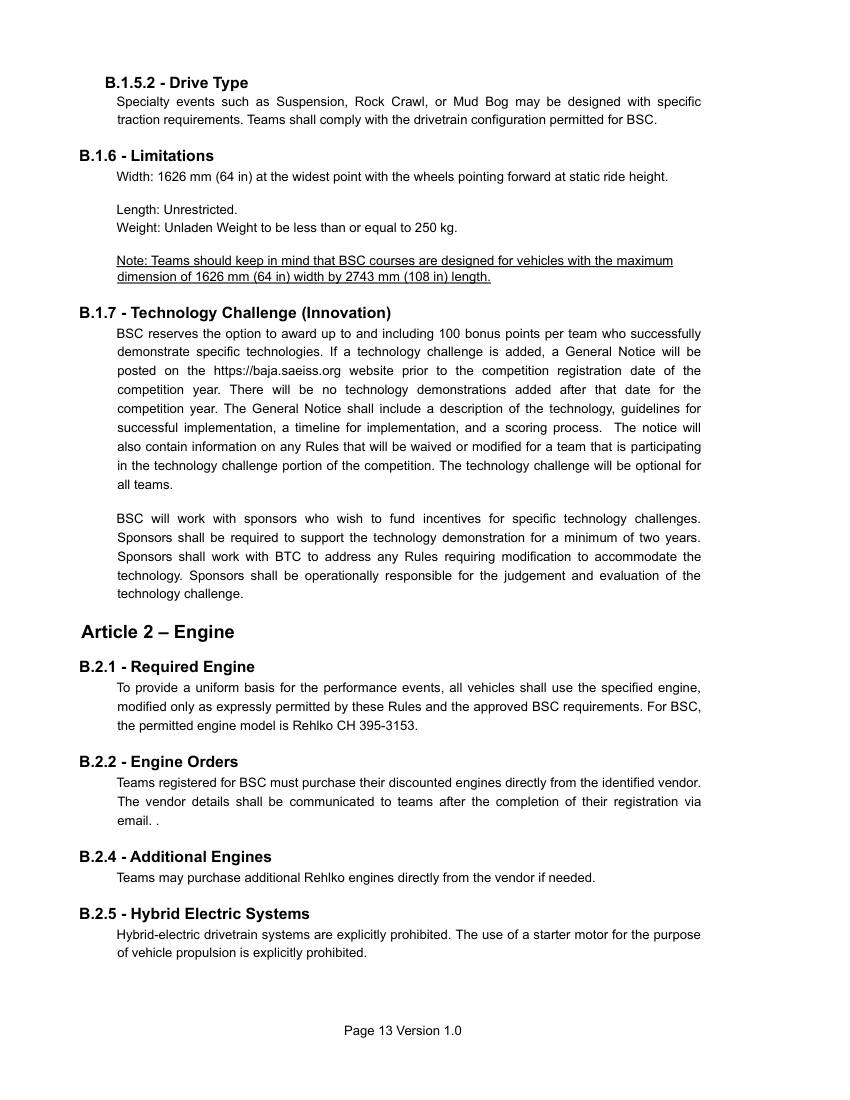 B.1.5.2 - Drive Type
Specialty events such as Suspension, Rock Crawl, or Mud Bog may be designed with specific
traction requirements. Teams shall comply with the drivetrain configuration permitted for BSC.
B.1.6 - Limitations
Width: 1626 mm (64 in) at the widest point with the wheels pointing forward at static ride height.
Length: Unrestricted.
Weight: Unladen Weight to be less than or equal to 250 kg.
Note: Teams should keep in mind that BSC courses are designed for vehicles with the maximum
dimension of 1626 mm (64 in) width by 2743 mm (108 in) length.
B.1.7 - Technology Challenge (Innovation)
BSC reserves the option to award up to and including 100 bonus points per team who successfully
demonstrate specific technologies. If a technology challenge is added, a General Notice will be
posted on the https://baja.saeiss.org website prior to the competition registration date of the
competition year. There will be no technology demonstrations added after that date for the
competition year. The General Notice shall include a description of the technology, guidelines for
successful implementation, a timeline for implementation, and a scoring process.  The notice will
also contain information on any Rules that will be waived or modified for a team that is participating
in the technology challenge portion of the competition. The technology challenge will be optional for
all teams.
BSC will work with sponsors who wish to fund incentives for specific technology challenges.
Sponsors shall be required to support the technology demonstration for a minimum of two years.
Sponsors shall work with BTC to address any Rules requiring modification to accommodate the
technology. Sponsors shall be operationally responsible for the judgement and evaluation of the
technology challenge.
Article 2 – Engine
B.2.1 - Required Engine
To provide a uniform basis for the performance events, all vehicles shall use the specified engine,
modified only as expressly permitted by these Rules and the approved BSC requirements. For BSC,
the permitted engine model is Rehlko CH 395-3153.
B.2.2 - Engine Orders
Teams registered for BSC must purchase their discounted engines directly from the identified vendor.
The vendor details shall be communicated to teams after the completion of their registration via
email. .
B.2.4 - Additional Engines
Teams may purchase additional Rehlko engines directly from the vendor if needed.
B.2.5 - Hybrid Electric Systems
Hybrid-electric drivetrain systems are explicitly prohibited. The use of a starter motor for the purpose
of vehicle propulsion is explicitly prohibited.
Page 13 Version 1.0